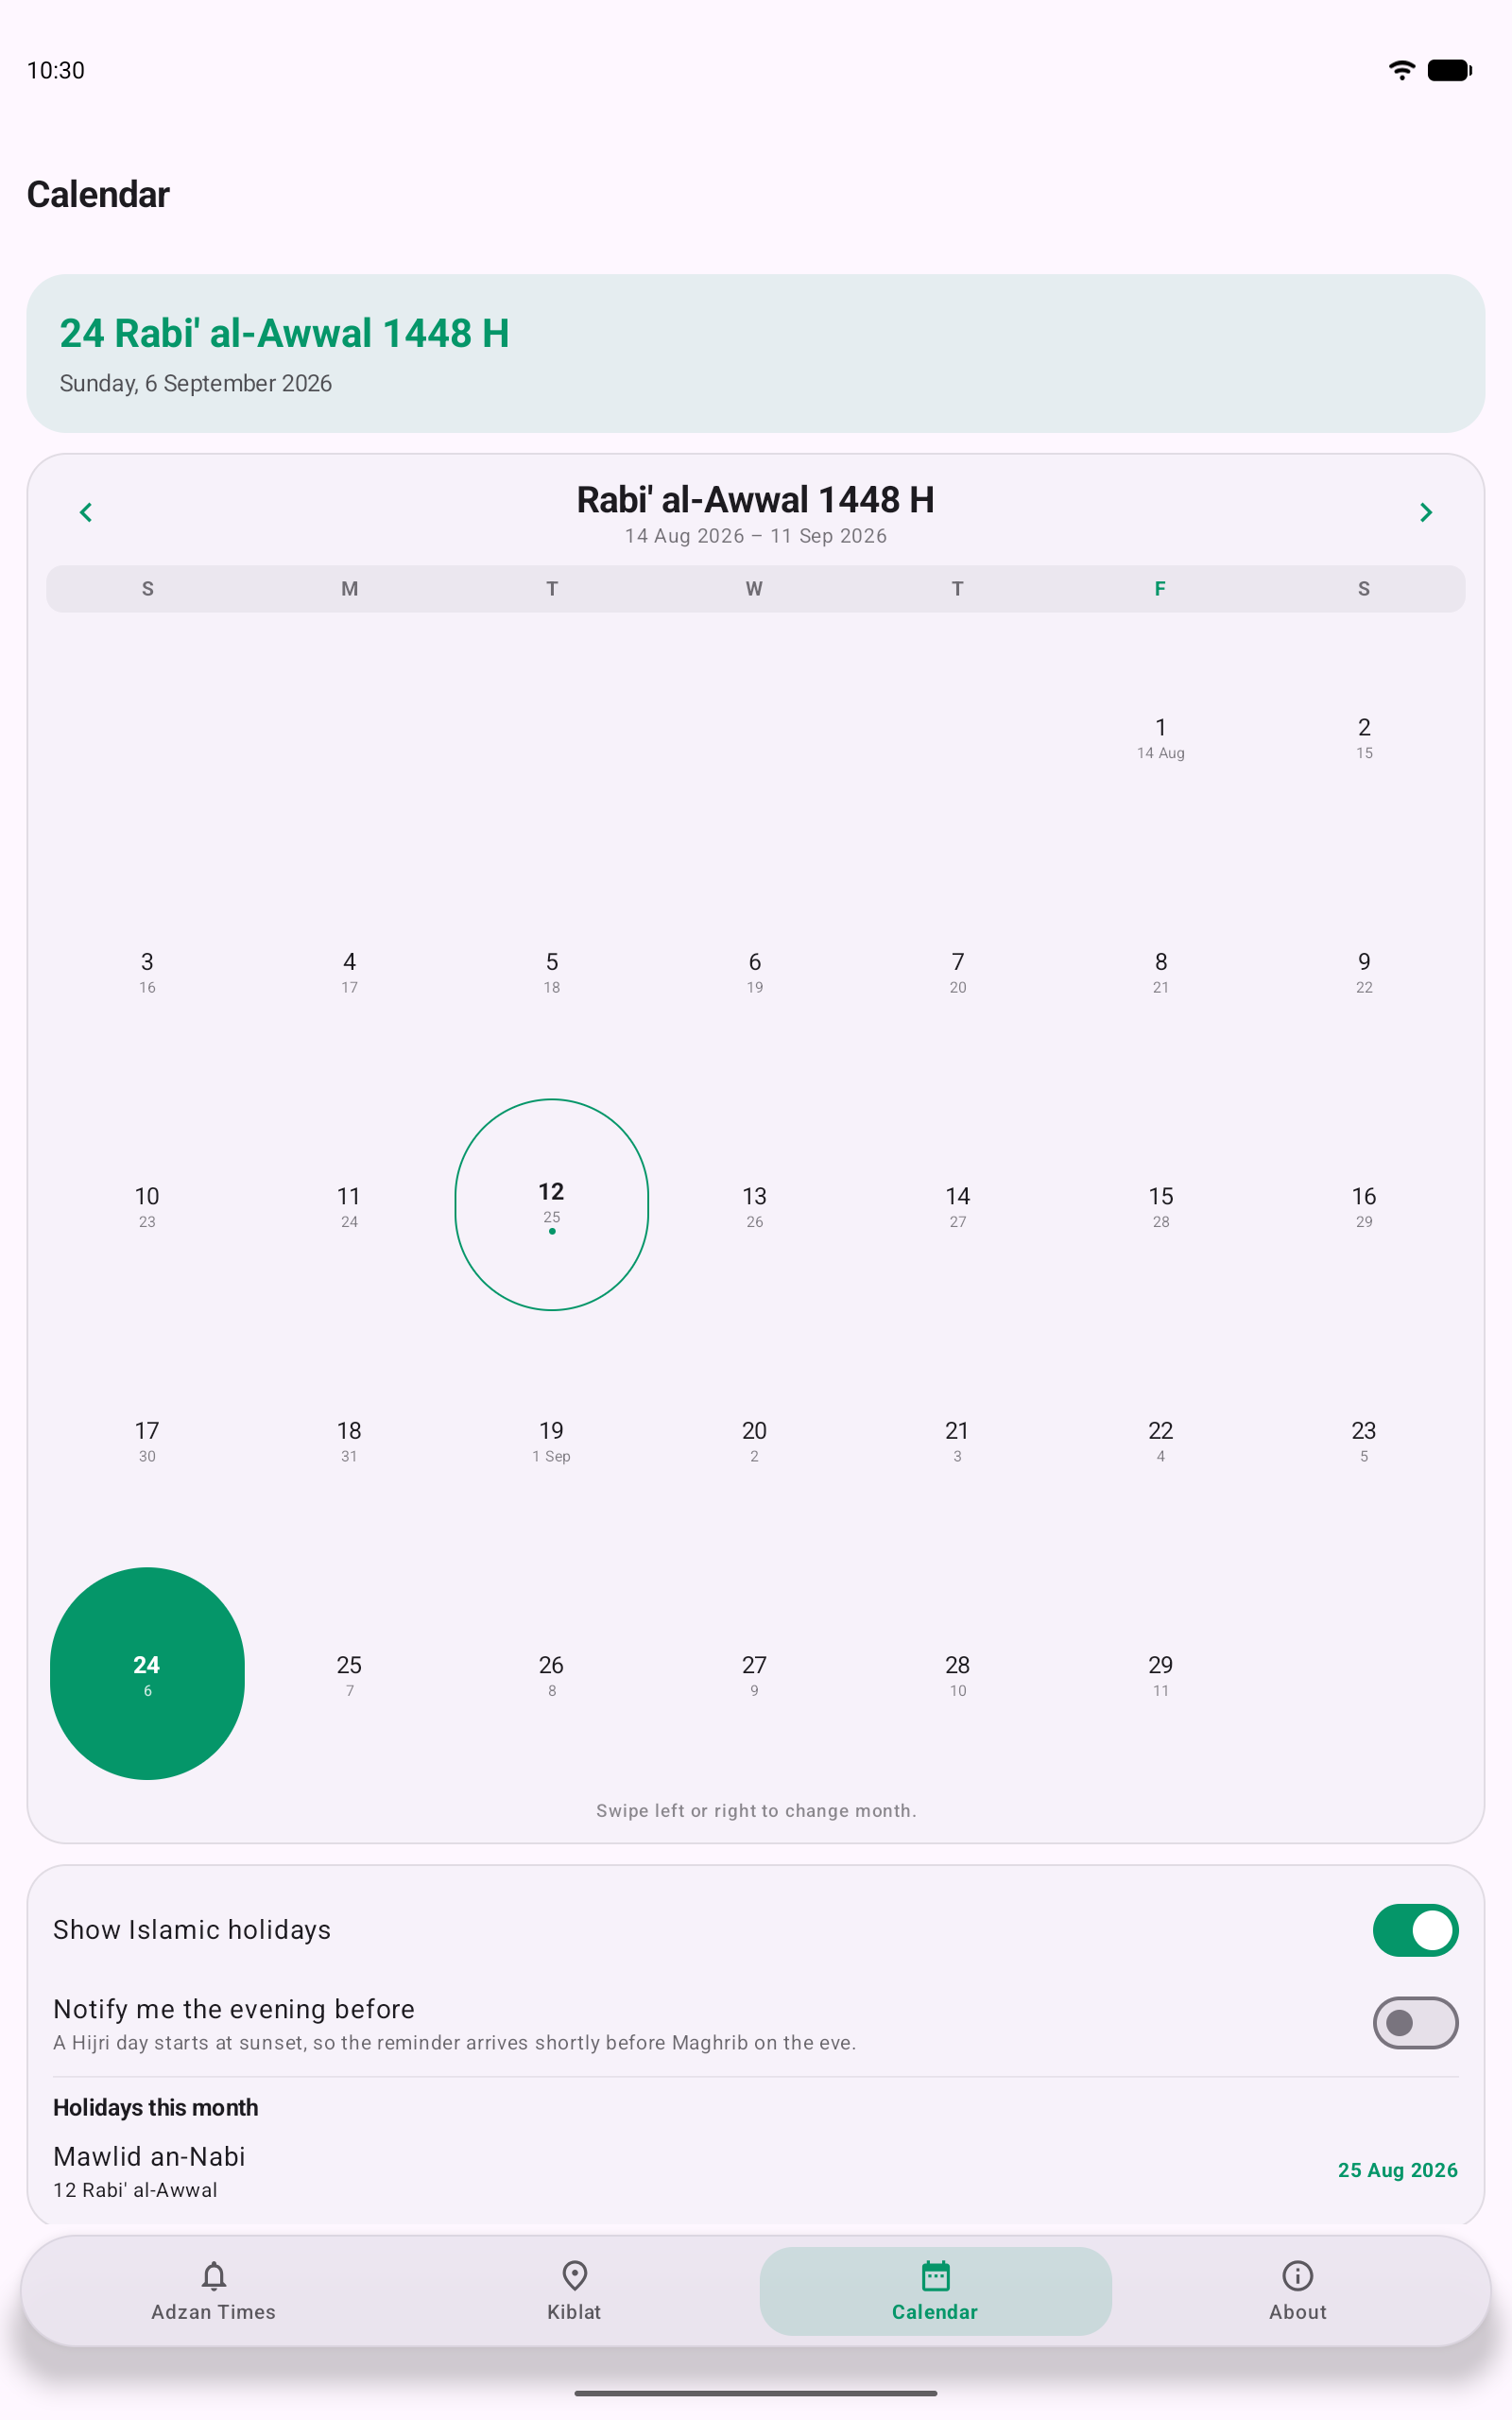 10:30
Calendar
24 Rabi' al-Awwal 1448 H
Sunday, 6 September 2026
Rabi' al-Awwal 1448 H
14 Aug 2026 – 11 Sep 2026
S M T W T F S
1 2
14 Aug 15
3 4 5 6 7 8 9
16 17 18 19 20 21 22
10 11 12 13 14 15 16
23 24 25 26 27 28 29
17 18 19 20 21 22 23
30 31 1 Sep 2 3 4 5
24 25 26 27 28 29
6 7 8 9 10 11
Swipe left or right to change month.
Show Islamic holidays
Notify me the evening before
A Hijri day starts at sunset, so the reminder arrives shortly before Maghrib on the eve.
Holidays this month
Mawlid an-Nabi
25 Aug 2026
12 Rabi' al-Awwal
Adzan Times Kiblat Calendar About